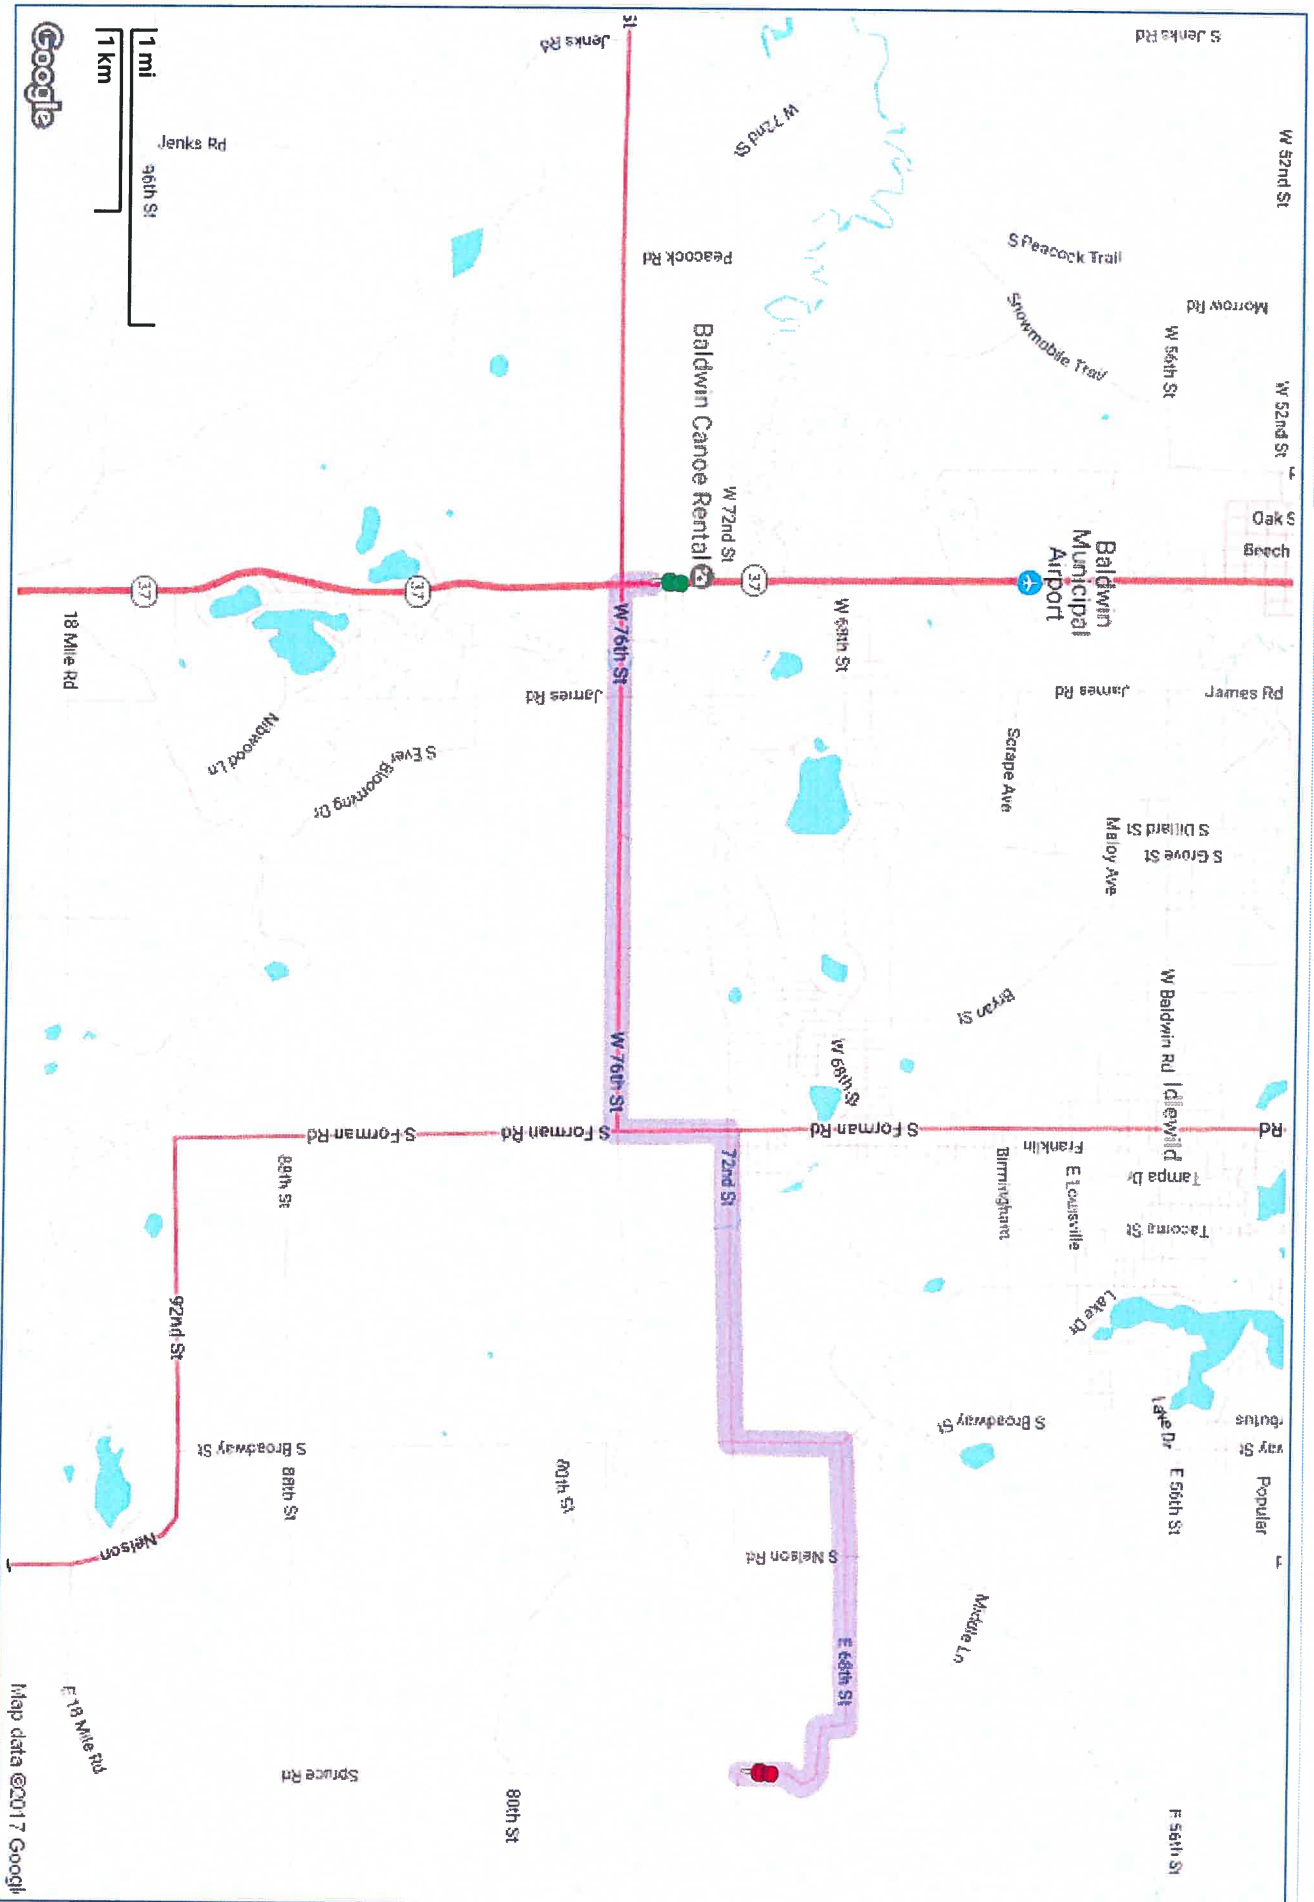 S Jenks Rd
Jenks Rd
St
W 52nd St
W 72nd St
Jenks Rd
96th St
S Peacock Trail
Peacock Rd
Morrow Rd
Snowmobile Trail
W 56th St
W 52nd St
Baldwin Canoe Rental
W 72nd St
Oak S
Beech
Baldwin
Municipal
Airport
37
37
37
W 68th St
W 76th St
18 Mile Rd
James Rd
James Rd
James Rd
Nibwood Ln
S Ever Blooming Dr
Scrape Ave
S Dillard St
S Grove St
Maloy Ave
Bryan St
W Baldwin Rd
Idlewild
W 68th St
W 76th St
Rd
S Forman Rd
S Forman Rd
S Forman Rd
Franklin
Birmingham
E Louisville
Tampa Dr
Tacoma St
72nd St
88th St
92nd St
Lake Dr
Lake Dr
S Broadway St
S Broadway St
way St
Popular
E 56th St
88th St
80th St
Nelson
S Nelson Rd
Middle Ln
E 68th St
E 18 Mile Rd
Spruce Rd
80th St
E 56th St
1 mi
1 km
Google
Map data ©2017 Googl